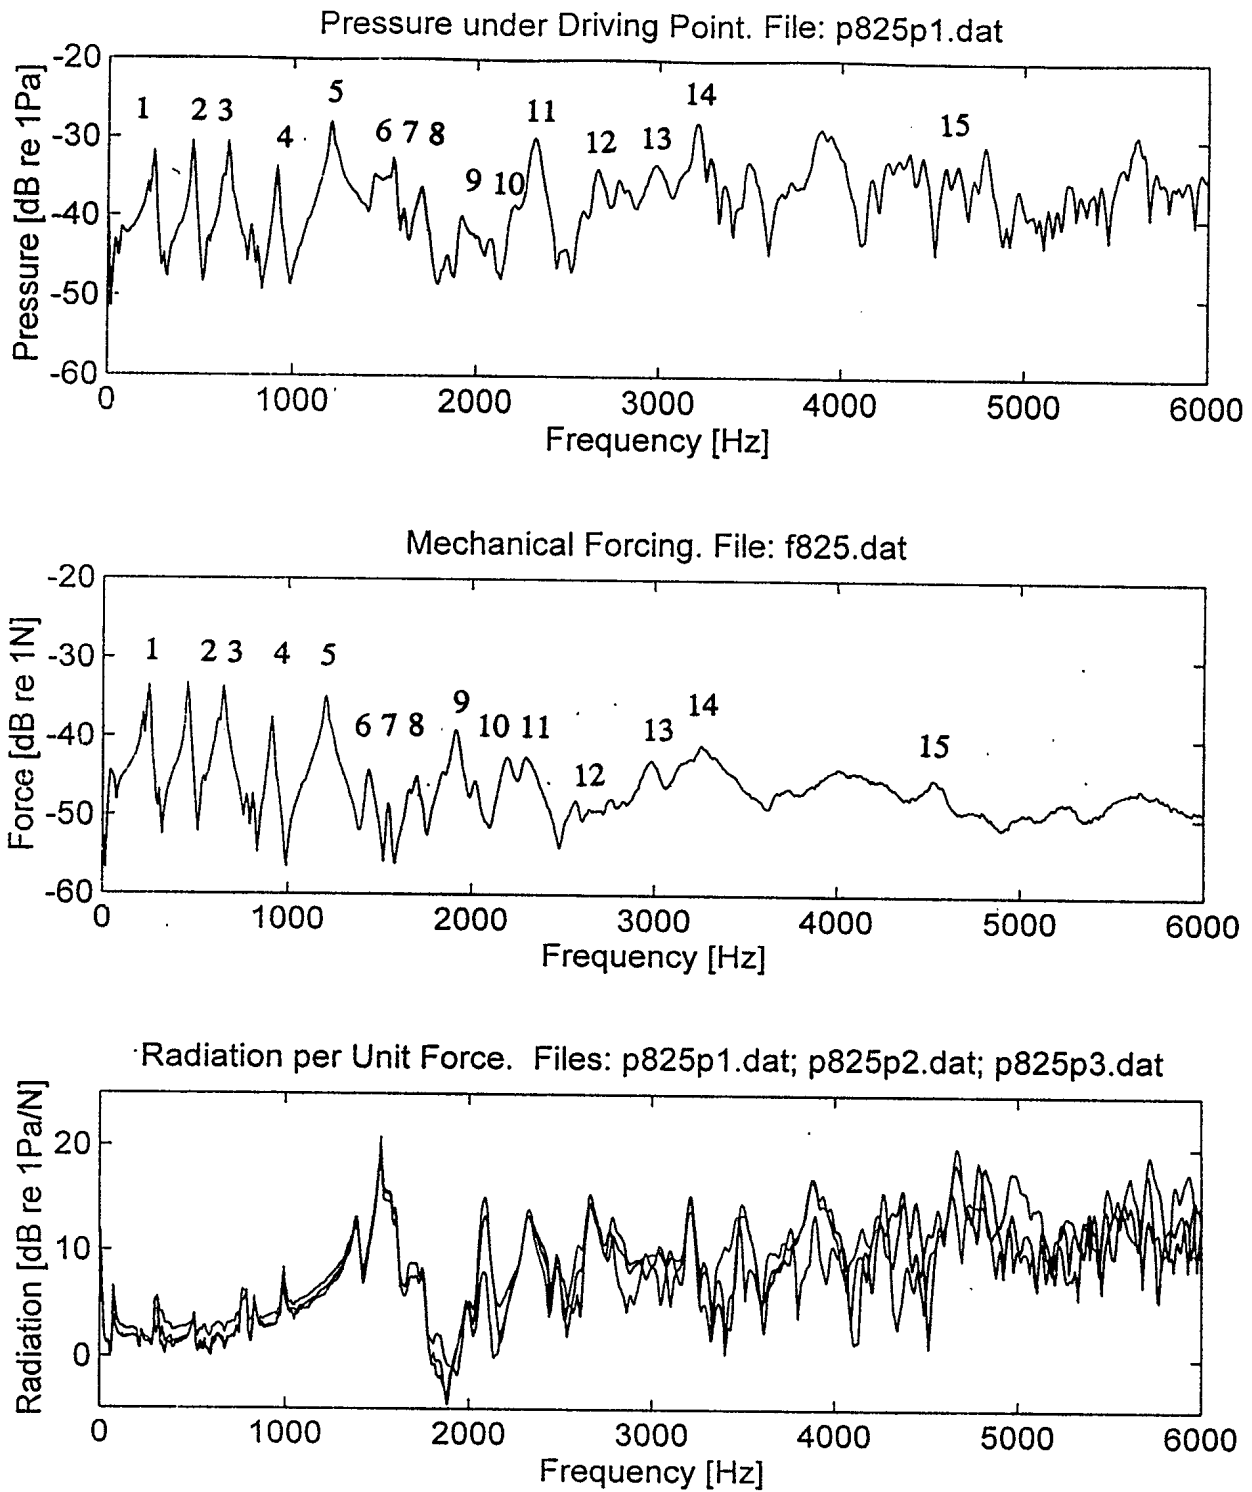 Pressure under Driving Point. File: p825p1.dat
Pressure [dB re 1Pa]
-20
-30
-40
-50
-60
1 2 3 4 5 6 7 8 9 10 11 12 13 14 15
0 1000 2000 3000 4000 5000 6000
Frequency [Hz]
Mechanical Forcing. File: f825.dat
Force [dB re 1N]
-20
-30
-40
-50
-60
1 2 3 4 5 6 7 8 9 10 11 12 13 14 15
0 1000 2000 3000 4000 5000 6000
Frequency [Hz]
Radiation per Unit Force. Files: p825p1.dat; p825p2.dat; p825p3.dat
Radiation [dB re 1Pa/N]
20
10
0
0 1000 2000 3000 4000 5000 6000
Frequency [Hz]